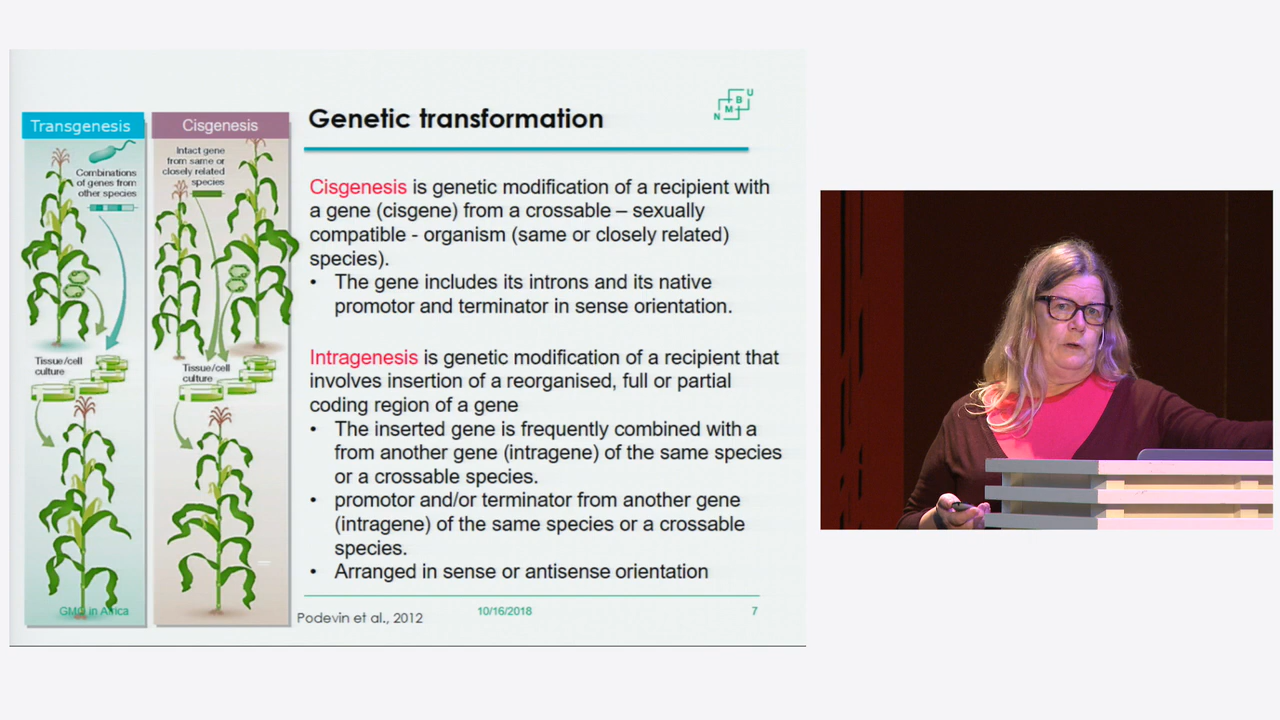 Transgenesis
Combinations
of genes from
other species
Tissue/cell
culture
GMO in Africa
Cisgenesis
Intact gene
from same or
closely related
species
Tissue/cell
culture
Genetic transformation
N M B U
Cisgenesis is genetic modification of a recipient with
a gene (cisgene) from a crossable – sexually
compatible - organism (same or closely related)
species).
• The gene includes its introns and its native
promotor and terminator in sense orientation.
Intragenesis is genetic modification of a recipient that
involves insertion of a reorganised, full or partial
coding region of a gene
• The inserted gene is frequently combined with a
from another gene (intragene) of the same species
or a crossable species.
• promotor and/or terminator from another gene
(intragene) of the same species or a crossable
species.
• Arranged in sense or antisense orientation
Podevin et al., 2012
10/16/2018
7